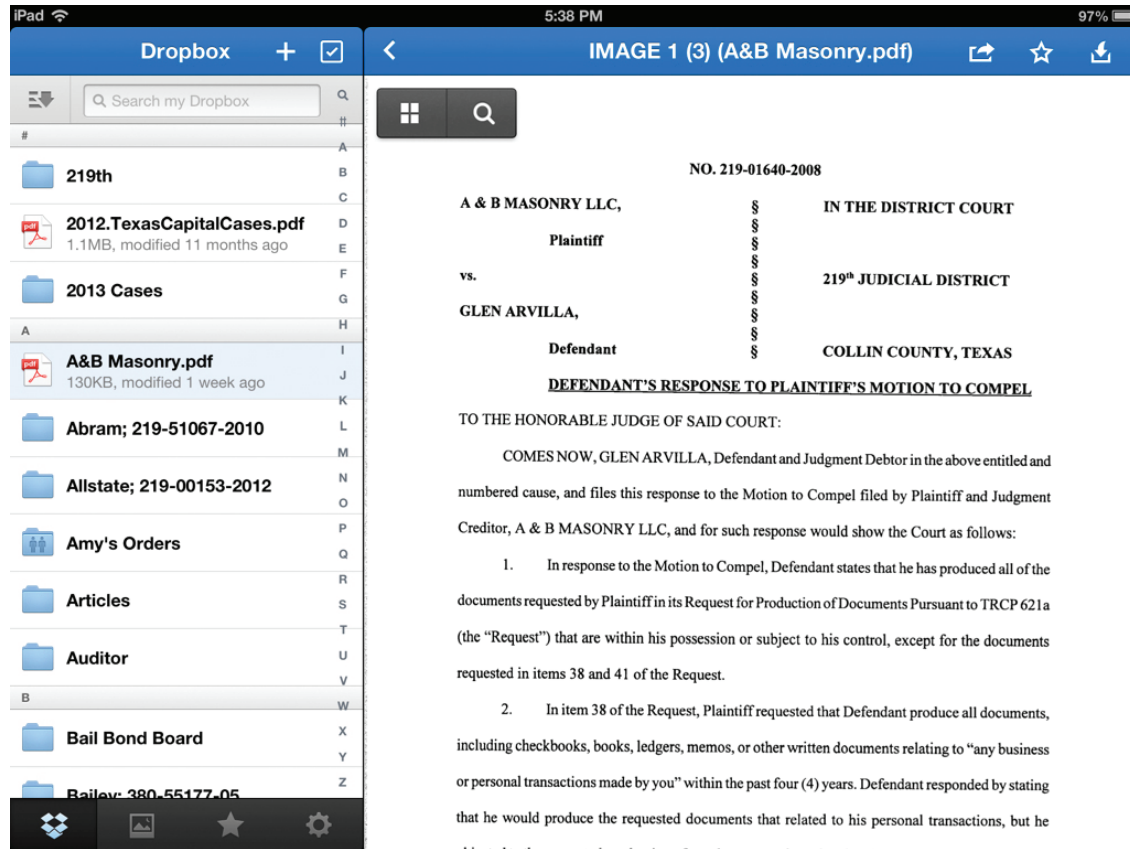 iPad
5:38 PM
97%
Dropbox
Search my Dropbox
#
219th
2012.TexasCapitalCases.pdf
1.1MB, modified 11 months ago
2013 Cases
A
A&B Masonry.pdf
130KB, modified 1 week ago
Abram; 219-51067-2010
Allstate; 219-00153-2012
Amy's Orders
Articles
Auditor
B
Bail Bond Board
Bailey; 380-55177-05
#
A
B
C
D
E
F
G
H
I
J
K
L
M
N
O
P
Q
R
S
T
U
V
W
X
Y
Z
IMAGE 1 (3) (A&B Masonry.pdf)
NO. 219-01640-2008
A & B MASONRY LLC, § IN THE DISTRICT COURT
§
Plaintiff §
§
vs. § 219th JUDICIAL DISTRICT
§
GLEN ARVILLA, §
§
Defendant § COLLIN COUNTY, TEXAS
DEFENDANT'S RESPONSE TO PLAINTIFF'S MOTION TO COMPEL
TO THE HONORABLE JUDGE OF SAID COURT:
COMES NOW, GLEN ARVILLA, Defendant and Judgment Debtor in the above entitled and
numbered cause, and files this response to the Motion to Compel filed by Plaintiff and Judgment
Creditor, A & B MASONRY LLC, and for such response would show the Court as follows:
1. In response to the Motion to Compel, Defendant states that he has produced all of the
documents requested by Plaintiff in its Request for Production of Documents Pursuant to TRCP 621a
(the “Request”) that are within his possession or subject to his control, except for the documents
requested in items 38 and 41 of the Request.
2. In item 38 of the Request, Plaintiff requested that Defendant produce all documents,
including checkbooks, books, ledgers, memos, or other written documents relating to “any business
or personal transactions made by you” within the past four (4) years. Defendant responded by stating
that he would produce the requested documents that related to his personal transactions, but he